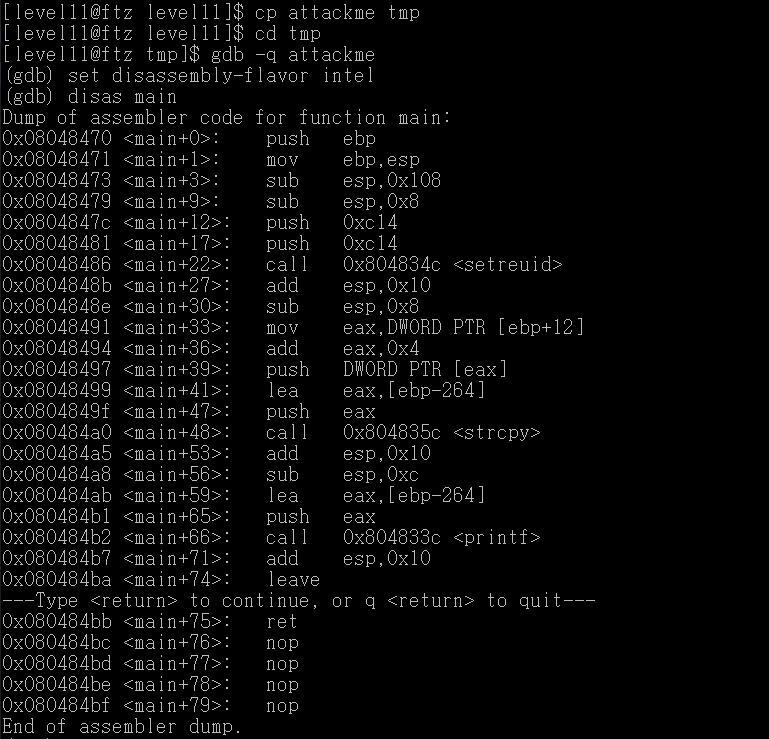 [level11@ftz level11]$ cp attackme tmp
[level11@ftz level11]$ cd tmp
[level11@ftz tmp]$ gdb -q attackme
(gdb) set disassembly-flavor intel
(gdb) disas main
Dump of assembler code for function main:
0x08048470 <main+0>:	push	ebp
0x08048471 <main+1>:	mov	ebp,esp
0x08048473 <main+3>:	sub	esp,0x108
0x08048479 <main+9>:	sub	esp,0x8
0x0804847c <main+12>:	push	0xc14
0x08048481 <main+17>:	push	0xc14
0x08048486 <main+22>:	call	0x804834c <setreuid>
0x0804848b <main+27>:	add	esp,0x10
0x0804848e <main+30>:	sub	esp,0x8
0x08048491 <main+33>:	mov	eax,DWORD PTR [ebp+12]
0x08048494 <main+36>:	add	eax,0x4
0x08048497 <main+39>:	push	DWORD PTR [eax]
0x08048499 <main+41>:	lea	eax,[ebp-264]
0x0804849f <main+47>:	push	eax
0x080484a0 <main+48>:	call	0x804835c <strcpy>
0x080484a5 <main+53>:	add	esp,0x10
0x080484a8 <main+56>:	sub	esp,0xc
0x080484ab <main+59>:	lea	eax,[ebp-264]
0x080484b1 <main+65>:	push	eax
0x080484b2 <main+66>:	call	0x804833c <printf>
0x080484b7 <main+71>:	add	esp,0x10
0x080484ba <main+74>:	leave
---Type <return> to continue, or q <return> to quit---
0x080484bb <main+75>:	ret
0x080484bc <main+76>:	nop
0x080484bd <main+77>:	nop
0x080484be <main+78>:	nop
0x080484bf <main+79>:	nop
End of assembler dump.